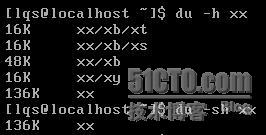 [lqs@localhost ~]$ du -h xx
16K xx/xb/xt
16K xx/xb/xs
48K xx/xb
16K xx/xy
136K xx
[lqs@localhost ~]$ du -sh xx
136K xx
51CTO.com
技术博客 Blog